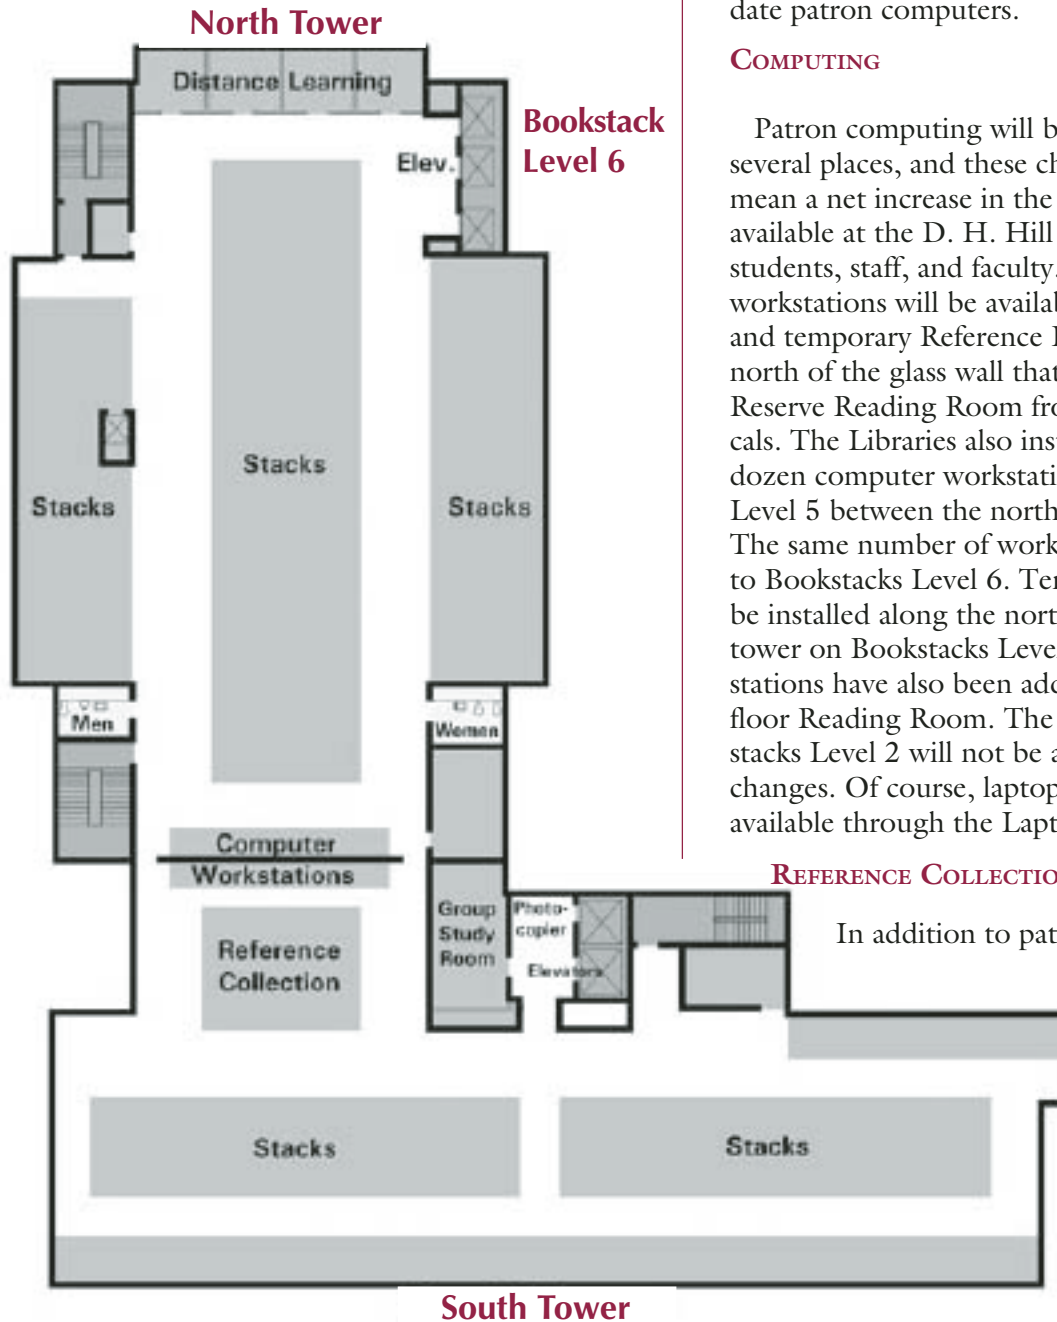 North Tower
Distance Learning
Bookstack
Level 6
Elev.
Stacks
Stacks
Stacks
Men
Women
Computer
Workstations
Group
Study
Room
Photo-
copier
Elevators
Reference
Collection
Stacks
Stacks
South Tower
date patron computers.
COMPUTING
Patron computing will b
several places, and these ch
mean a net increase in the
available at the D. H. Hill
students, staff, and faculty.
workstations will be availab
and temporary Reference
north of the glass wall that
Reserve Reading Room fro
cals. The Libraries also inst
dozen computer workstati
Level 5 between the north
The same number of work
to Bookstacks Level 6. Ter
be installed along the nort
tower on Bookstacks Leve
stations have also been add
floor Reading Room. The
stacks Level 2 will not be a
changes. Of course, laptop
available through the Lapt
REFERENCE COLLECTIO
In addition to pat